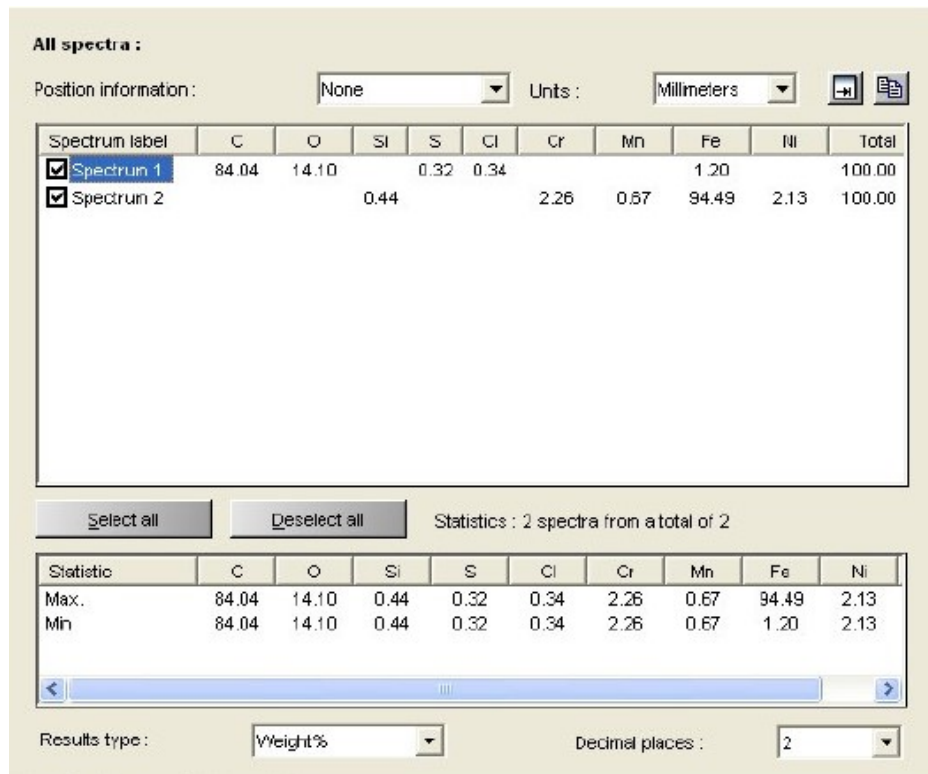 All spectra :
Position information : None Units : Millimeters
Spectrum label C O Si S Cl Cr Mn Fe Ni Total
Spectrum 1 84.04 14.10 0.32 0.34 1.20 100.00
Spectrum 2 0.44 2.26 0.67 94.49 2.13 100.00
Select all Deselect all Statistics : 2 spectra from a total of 2
Statistic C O Si S Cl Cr Mn Fe Ni
Max. 84.04 14.10 0.44 0.32 0.34 2.26 0.67 94.49 2.13
Min 84.04 14.10 0.44 0.32 0.34 2.26 0.67 1.20 2.13
Results type : Weight% Decimal places : 2